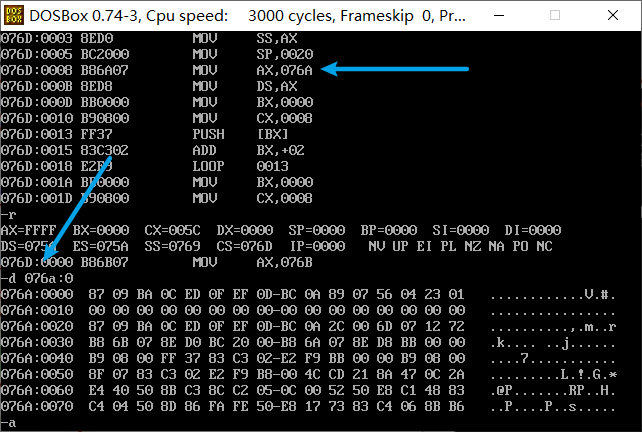 DOS BOX
DOSBox 0.74-3, Cpu speed:    3000 cycles, Frameskip  0, Pr...
076D:0003 8ED0          MOV     SS,AX
076D:0005 BC2000        MOV     SP,0020
076D:0008 B86A07        MOV     AX,076A
076D:000B 8ED8          MOV     DS,AX
076D:000D BB0000        MOV     BX,0000
076D:0010 B90800        MOV     CX,0008
076D:0013 FF37          PUSH    [BX]
076D:0015 83C302        ADD     BX,+02
076D:0018 E2F9          LOOP    0013
076D:001A BB0000        MOV     BX,0000
076D:001D B90800        MOV     CX,0008
-r
AX=FFFF  BX=0000  CX=005C  DX=0000  SP=0000  BP=0000  SI=0000  DI=0000
DS=075A  ES=075A  SS=0769  CS=076D  IP=0000   NV UP EI PL NZ NA PO NC
076D:0000 B86B07        MOV     AX,076B
-d 076a:0
076A:0000  87 09 BA 0C ED 0F EF 0D-BC 0A 89 07 56 04 23 01   ............V.#.
076A:0010  00 00 00 00 00 00 00 00-00 00 00 00 00 00 00 00   ................
076A:0020  87 09 BA 0C ED 0F EF 0D-BC 0A 2C 00 6D 07 12 72   ..........,.m..r
076A:0030  B8 6B 07 8E D0 BC 20 00-B8 6A 07 8E D8 BB 00 00   .k.... ..j......
076A:0040  B9 08 00 FF 37 83 C3 02-E2 F9 BB 00 00 B9 08 00   ....7...........
076A:0050  8F 07 83 C3 02 E2 F9 B8-00 4C CD 21 8A 47 0C 2A   .........L.!.G.*
076A:0060  E4 40 50 8B C3 8C C2 05-0C 00 52 50 E8 C1 48 83   .@P.......RP..H.
076A:0070  C4 04 50 8D 86 FA FE 50-E8 17 73 83 C4 06 8B B6   ..P....P..s.....
-a